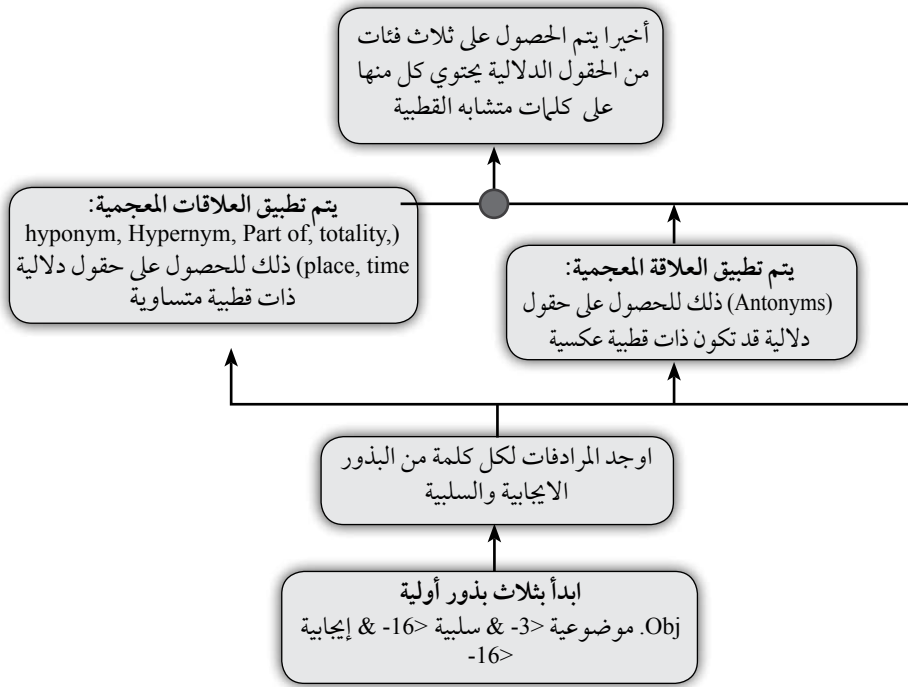 أخيرا يتم الحصول على ثلاث فئات
من الحقول الدلالية يحتوي كل منها
على كلمات متشابه القطبية
يتم تطبيق العلاقات المعجمية:
hyponym, Hypernym, Part of, totality,)
place, time) ذلك للحصول على حقول دلالية
ذات قطبية متساوية
يتم تطبيق العلاقة المعجمية:
(Antonyms) ذلك للحصول على حقول
دلالية قد تكون ذات قطبية عكسية
اوجد المرادفات لكل كلمة من البذور
الايجابية والسلبية
ابدأ بثلاث بذور أولية
Obj. موضوعية <3- & سلبية <16- & إيجابية
-16>